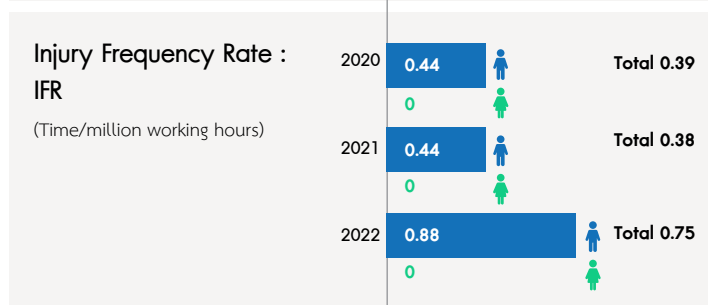 Injury Frequency Rate :
IFR
(Time/million working hours)
2020
0.44
0
Total 0.39
2021
0.44
0
Total 0.38
2022
0.88
0
Total 0.75